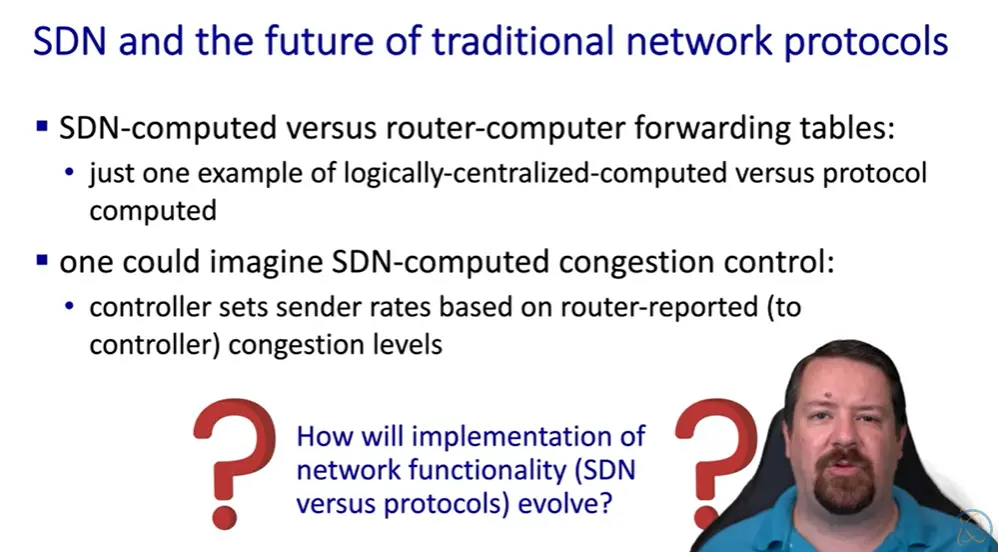 SDN and the future of traditional network protocols
▪ SDN-computed versus router-computer forwarding tables:
• just one example of logically-centralized-computed versus protocol
computed
▪ one could imagine SDN-computed congestion control:
• controller sets sender rates based on router-reported (to
controller) congestion levels
? How will implementation of ?
network functionality (SDN
versus protocols) evolve?